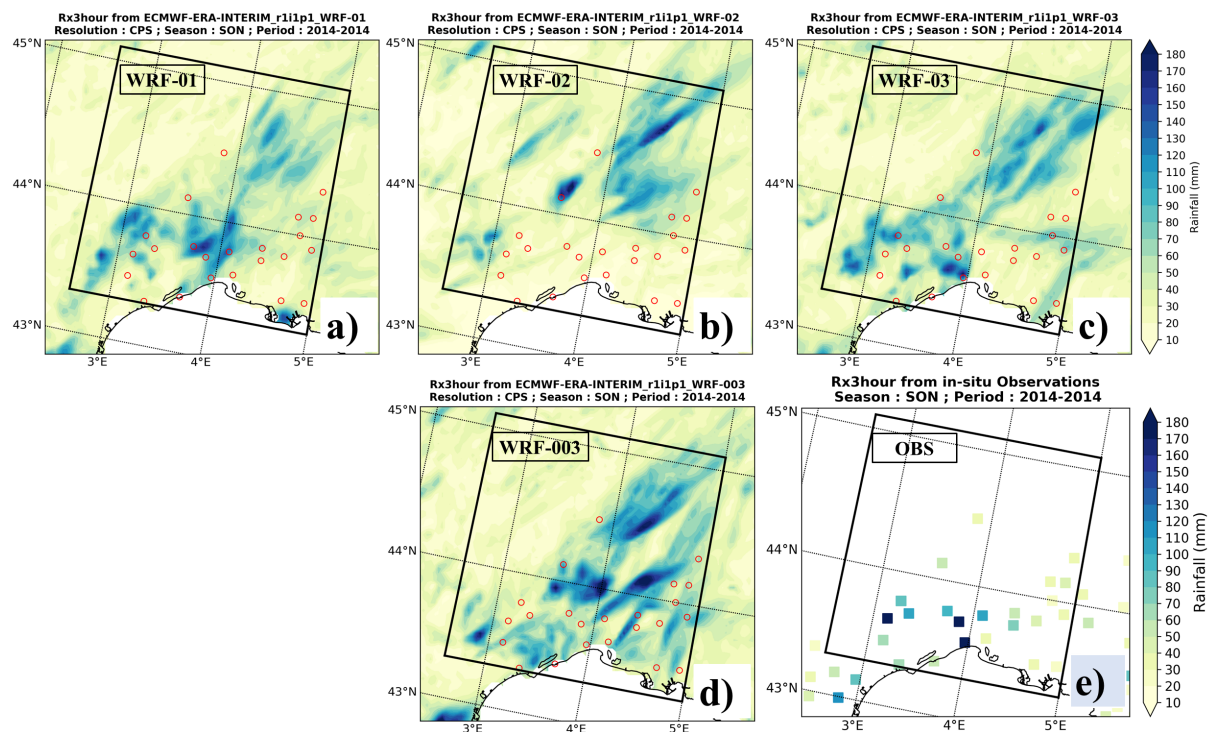 Rx3hour from ECMWF-ERA-INTERIM_r1i1p1_WRF-01
Resolution : CPS ; Season : SON ; Period : 2014-2014
45°N
44°N
43°N
3°E
4°E
5°E
WRF-01
a)
Rx3hour from ECMWF-ERA-INTERIM_r1i1p1_WRF-02
Resolution : CPS ; Season : SON ; Period : 2014-2014
45°N
44°N
43°N
3°E
4°E
5°E
WRF-02
b)
Rx3hour from ECMWF-ERA-INTERIM_r1i1p1_WRF-03
Resolution : CPS ; Season : SON ; Period : 2014-2014
45°N
44°N
43°N
3°E
4°E
5°E
WRF-03
c)
180
170
160
150
140
130
120
110
100
90
80
70
60
50
40
30
20
10
Rainfall (mm)
Rx3hour from ECMWF-ERA-INTERIM_r1i1p1_WRF-003
Resolution : CPS ; Season : SON ; Period : 2014-2014
45°N
44°N
43°N
3°E
4°E
5°E
WRF-003
d)
Rx3hour from in-situ Observations
Season : SON ; Period : 2014-2014
45°N
44°N
43°N
3°E
4°E
5°E
OBS
e)
180
170
160
150
140
130
120
110
100
90
80
70
60
50
40
30
20
10
Rainfall (mm)